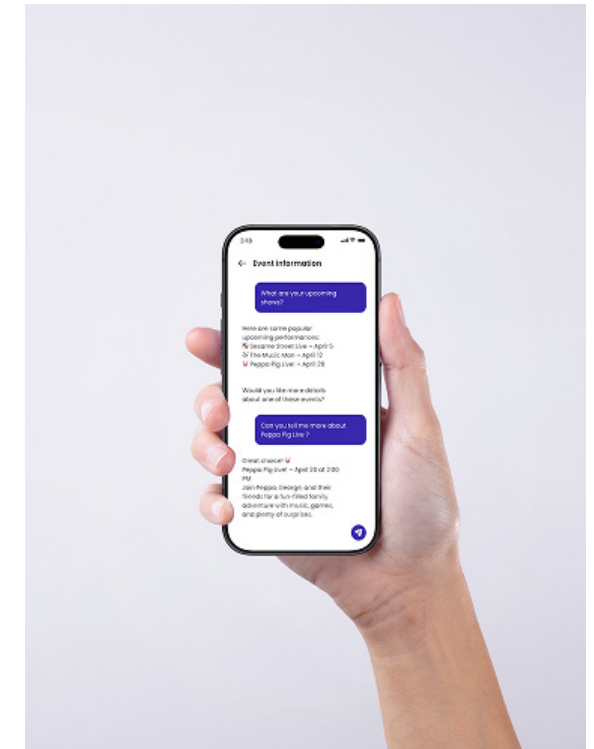 5:18
← Event information
What are your upcoming
shows?
Here are some popular
upcoming performances:
🎭 Sesame Street Live – April 5
🎶 The Music Man – April 12
🐷 Peppa Pig Live! –
Would you like more details
about one of these events?
Can you tell me more about
Peppa Pig Live ?
Great choice! 🐷
Peppa Pig Live! – April 20 at 2:00
PM
Join Peppa, George, and their
friends for a fun-filled family
adventure with music, games,
and plenty of surprises.